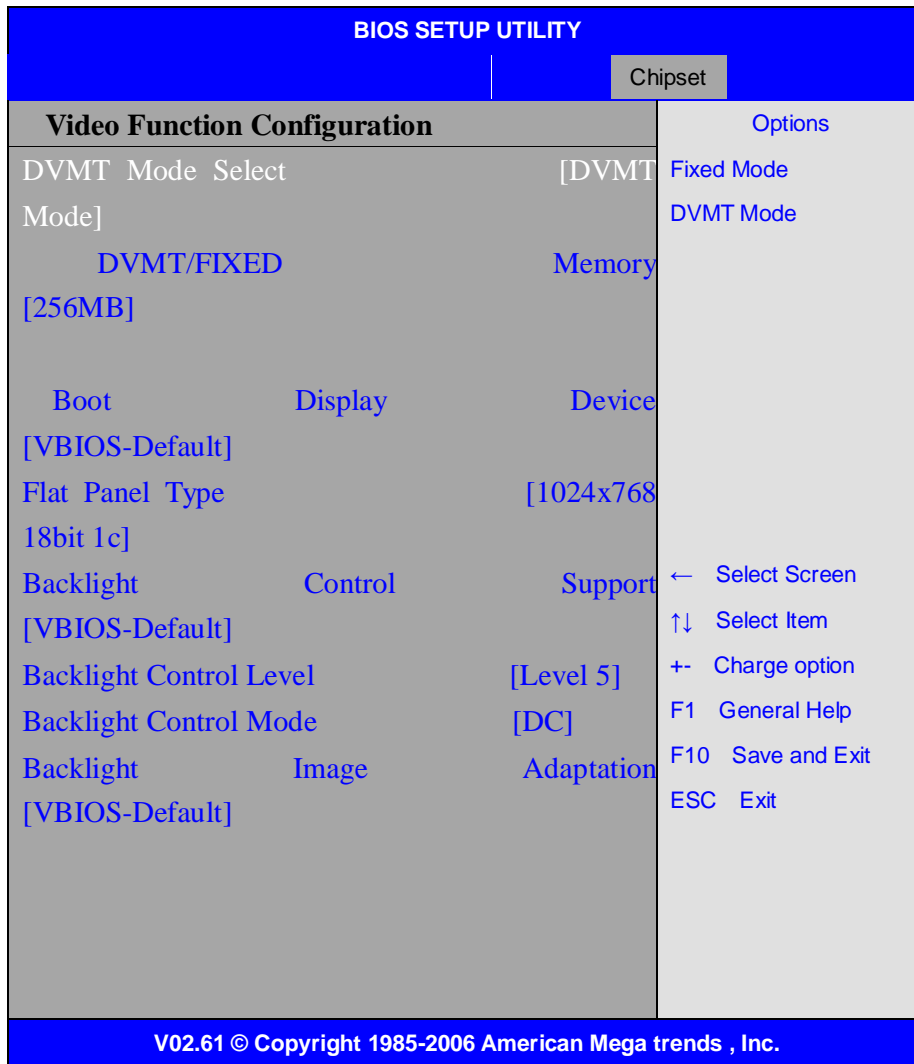 BIOS SETUP UTILITY
Chipset
Video Function Configuration
DVMT Mode Select [DVMT
Mode]
DVMT/FIXED Memory
[256MB]
Boot Display Device
[VBIOS-Default]
Flat Panel Type [1024x768
18bit 1c]
Backlight Control Support
[VBIOS-Default]
Backlight Control Level [Level 5]
Backlight Control Mode [DC]
Backlight Image Adaptation
[VBIOS-Default]
Options
Fixed Mode
DVMT Mode
← Select Screen
↑↓ Select Item
+- Charge option
F1 General Help
F10 Save and Exit
ESC Exit
V02.61 © Copyright 1985-2006 American Mega trends , Inc.